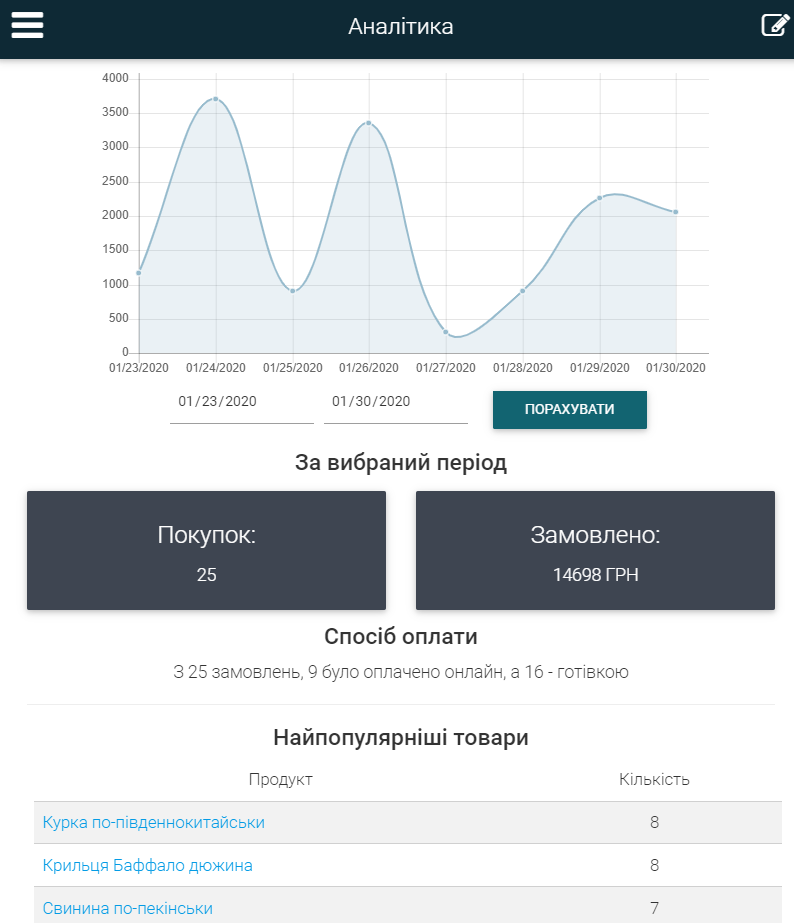 Аналітика
4000
3500
3000
2500
2000
1500
1000
500
0
01/23/2020 01/24/2020 01/25/2020 01/26/2020 01/27/2020 01/28/2020 01/29/2020 01/30/2020
01/23/2020 01/30/2020 ПОРАХУВАТИ
За вибраний період
Покупок: Замовлено:
25 14698 ГРН
Спосіб оплати
З 25 замовлень, 9 було оплачено онлайн, а 16 - готівкою
Найпопулярніші товари
Продукт Кількість
Курка по-південнокитайськи 8
Крильця Баффало дюжина 8
Свинина по-пекінськи 7